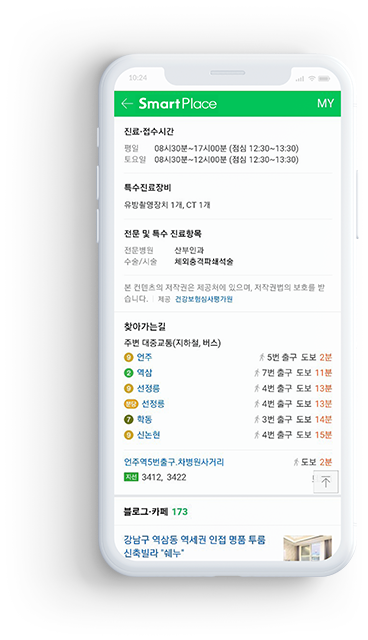 10:24
← SmartPlace MY
진료·접수시간
평일 08시30분~17시00분 (점심 12:30~13:30)
토요일 08시30분~12시00분 (점심 12:30~13:30)
특수진료장비
유방촬영장치 1개, CT 1개
전문 및 특수 진료항목
전문병원 산부인과
수술/시술 체외충격파쇄석술
본 컨텐츠의 저작권은 제공처에 있으며, 저작권법의 보호를 받
습니다. 제공 건강보험심사평가원
찾아가는길
주변 대중교통(지하철, 버스)
9 언주 5번 출구 도보 2분
2 역삼 7번 출구 도보 11분
9 선정릉 4번 출구 도보 13분
분당 선정릉 4번 출구 도보 13분
7 학동 3번 출구 도보 14분
9 신논현 4번 출구 도보 15분
언주역5번출구.차병원사거리 도보 2분
지선 3412, 3422
블로그·카페 173
강남구 역삼동 역세권 인접 명품 투룸
신축빌라 "쉐누"